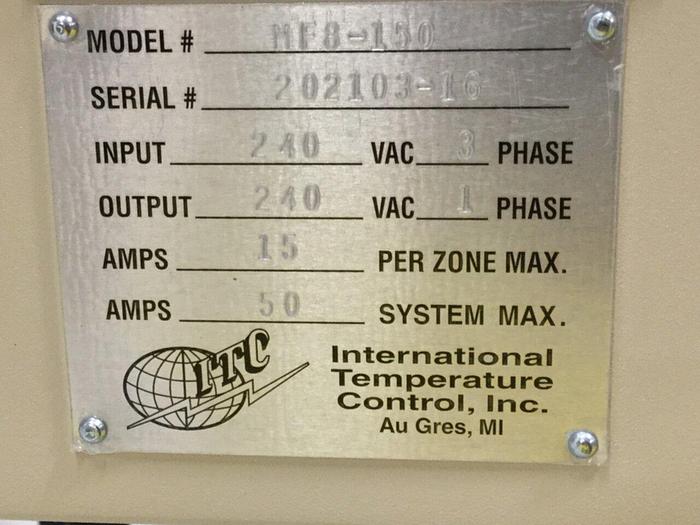 MODEL # MF8-150
SERIAL # 202103-16
INPUT 240 VAC 3 PHASE
OUTPUT 240 VAC 1 PHASE
AMPS 15 PER ZONE MAX.
AMPS 50 SYSTEM MAX.
ITC
International
Temperature
Control, Inc.
Au Gres, MI